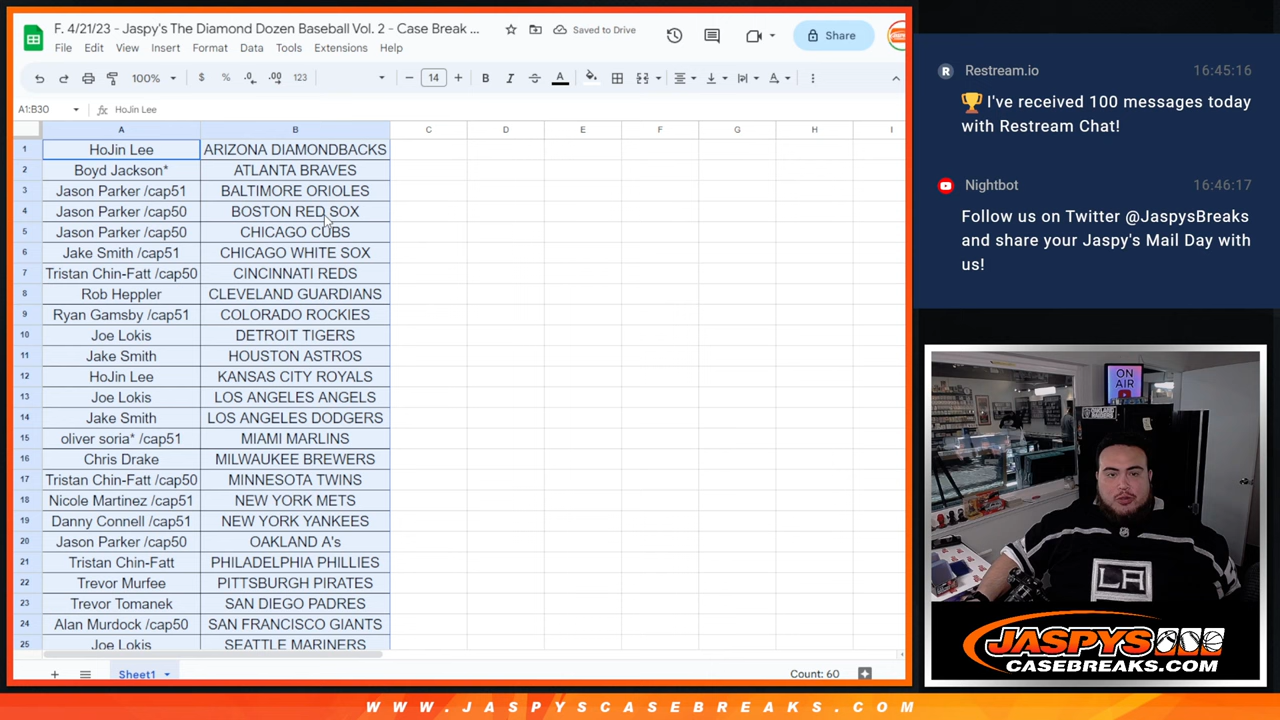 F. 4/21/23 - Jaspy's The Diamond Dozen Baseball Vol. 2 - Case Break ...
Saved to Drive
Share
File Edit View Insert Format Data Tools Extensions Help
100% $ % .0 .00 123 14 B I A
A1:B30 fx HoJin Lee
A B C D E F G H I
1 HoJin Lee ARIZONA DIAMONDBACKS
2 Boyd Jackson* ATLANTA BRAVES
3 Jason Parker /cap51 BALTIMORE ORIOLES
4 Jason Parker /cap50 BOSTON RED SOX
5 Jason Parker /cap50 CHICAGO CUBS
6 Jake Smith /cap51 CHICAGO WHITE SOX
7 Tristan Chin-Fatt /cap50 CINCINNATI REDS
8 Rob Heppler CLEVELAND GUARDIANS
9 Ryan Gamsby /cap51 COLORADO ROCKIES
10 Joe Lokis DETROIT TIGERS
11 Jake Smith HOUSTON ASTROS
12 HoJin Lee KANSAS CITY ROYALS
13 Joe Lokis LOS ANGELES ANGELS
14 Jake Smith LOS ANGELES DODGERS
15 oliver soria* /cap51 MIAMI MARLINS
16 Chris Drake MILWAUKEE BREWERS
17 Tristan Chin-Fatt /cap50 MINNESOTA TWINS
18 Nicole Martinez /cap51 NEW YORK METS
19 Danny Connell /cap51 NEW YORK YANKEES
20 Jason Parker /cap50 OAKLAND A's
21 Tristan Chin-Fatt PHILADELPHIA PHILLIES
22 Trevor Murfee PITTSBURGH PIRATES
23 Trevor Tomanek SAN DIEGO PADRES
24 Alan Murdock /cap50 SAN FRANCISCO GIANTS
25 Joe Lokis SEATTLE MARINERS
Sheet1
Count: 60
R Restream.io 16:45:16
🏆 I've received 100 messages today
with Restream Chat!
Nightbot 16:46:17
Follow us on Twitter @JaspysBreaks
and share your Jaspy's Mail Day with
us!
ON
AIR
LA
JASPYS
CASEBREAKS.COM
WWW.JASPYSCASEBREAKS.COM